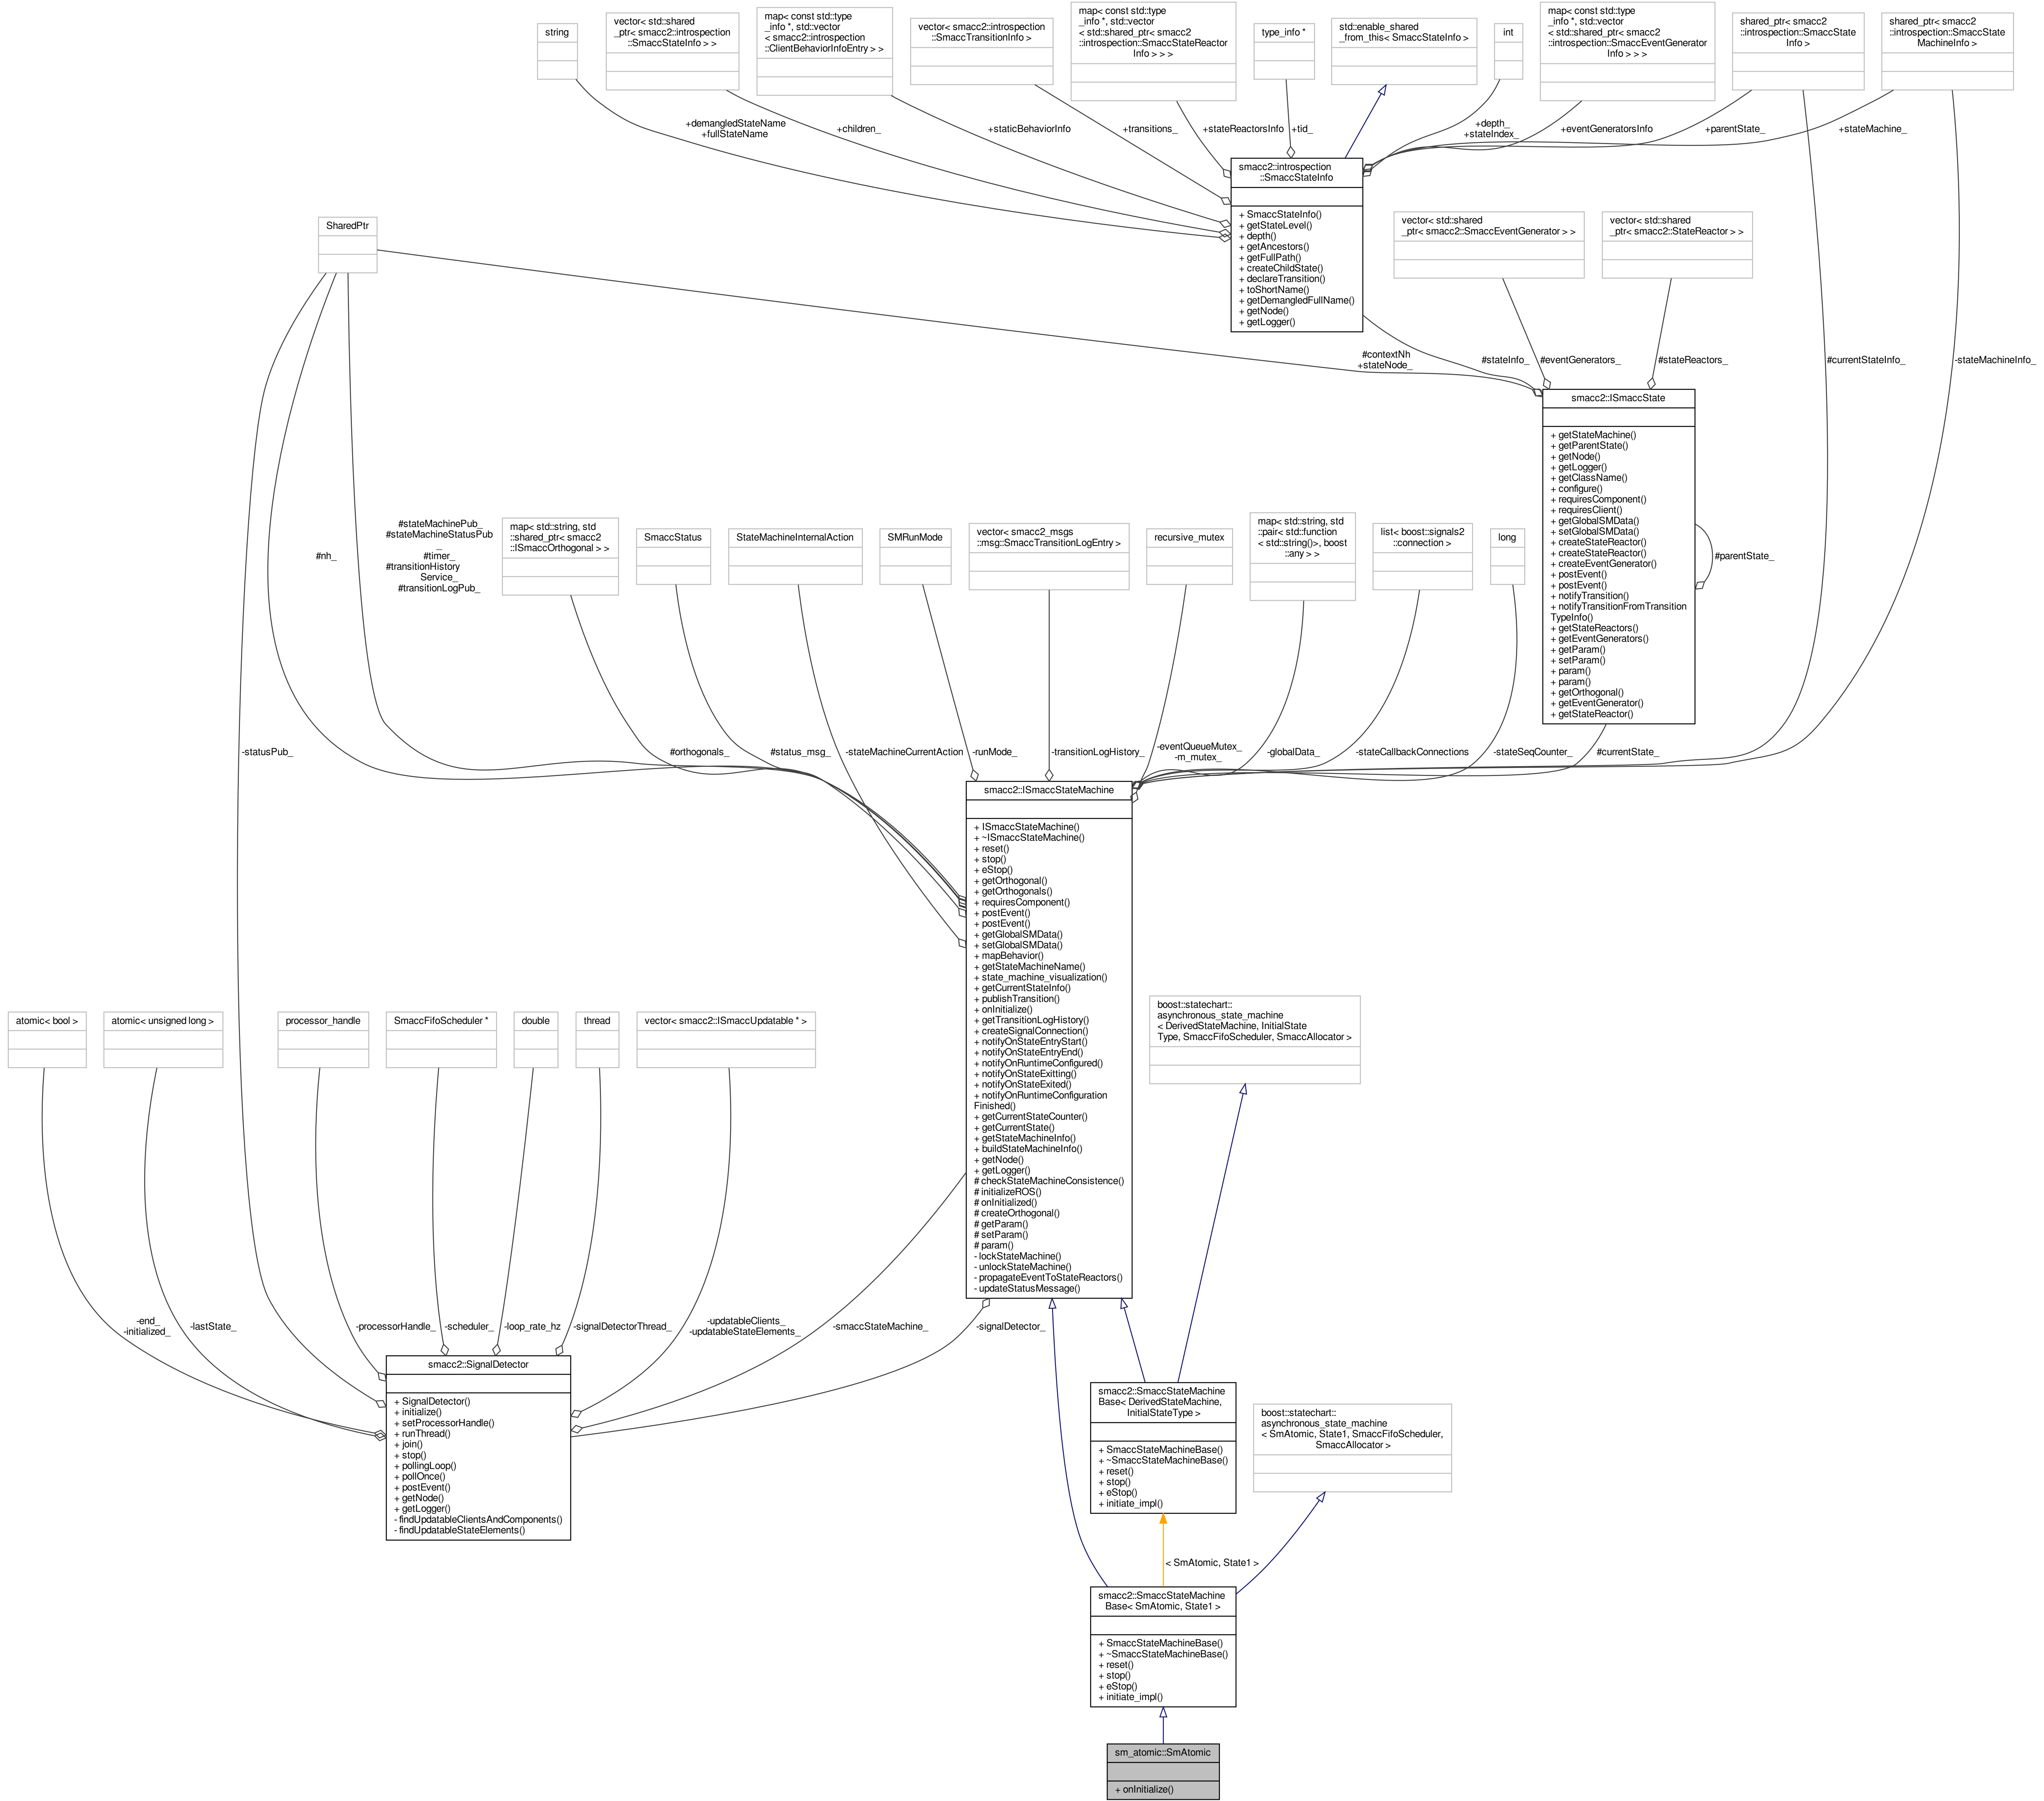 string
vector< std::shared
_ptr< smacc2::introspection
::SmaccStateInfo > >
map< const std::type
_info *, std::vector
< smacc2::introspection
::ClientBehaviorInfoEntry > >
vector< smacc2::introspection
::SmaccTransitionInfo >
map< const std::type
_info *, std::vector
< std::shared_ptr< smacc2
::introspection::SmaccStateReactor
Info > > >
type_info *
std::enable_shared
_from_this< SmaccStateInfo >
int
map< const std::type
_info *, std::vector
< std::shared_ptr< smacc2
::introspection::SmaccEventGenerator
Info > > >
shared_ptr< smacc2
::introspection::SmaccState
Info >
shared_ptr< smacc2
::introspection::SmaccState
MachineInfo >
+demangledStateName
+fullStateName
+children_
+staticBehaviorInfo
+transitions_
+stateReactorsInfo
+tid_
+depth_
+stateIndex_
+eventGeneratorsInfo
+parentState_
+stateMachine_
smacc2::introspection
::SmaccStateInfo
+ SmaccStateInfo()
+ getStateLevel()
+ depth()
+ getAncestors()
+ getFullPath()
+ createChildState()
+ declareTransition()
+ toShortName()
+ getDemangledFullName()
+ getNode()
+ getLogger()
SharedPtr
vector< std::shared
_ptr< smacc2::SmaccEventGenerator > >
vector< std::shared
_ptr< smacc2::StateReactor > >
#contextNh
+stateNode_
#stateInfo_
#eventGenerators_
#stateReactors_
#currentStateInfo_
-stateMachineInfo_
smacc2::ISmaccState
+ getStateMachine()
+ getParentState()
+ getNode()
+ getLogger()
+ getClassName()
+ configure()
+ requiresComponent()
+ requiresClient()
+ getGlobalSMData()
+ setGlobalSMData()
+ createStateReactor()
+ createStateReactor()
+ createEventGenerator()
+ postEvent()
+ postEvent()
+ notifyTransition()
+ notifyTransitionFromTransition
TypeInfo()
+ getStateReactors()
+ getEventGenerators()
+ getParam()
+ setParam()
+ param()
+ param()
+ getOrthogonal()
+ getEventGenerator()
+ getStateReactor()
#parentState_
#nh_
#stateMachinePub_
#stateMachineStatusPub
_
#timer_
#transitionHistory
Service_
#transitionLogPub_
map< std::string, std
::shared_ptr< smacc2
::ISmaccOrthogonal > >
SmaccStatus
StateMachineInternalAction
SMRunMode
vector< smacc2_msgs
::msg::SmaccTransitionLogEntry >
recursive_mutex
map< std::string, std
::pair< std::function
< std::string()>, boost
::any > >
list< boost::signals2
::connection >
long
-statusPub_
#orthogonals_
#status_msg_
-stateMachineCurrentAction
-runMode_
-transitionLogHistory_
-eventQueueMutex_
-m_mutex_
-globalData_
-stateCallbackConnections
-stateSeqCounter_
#currentState_
smacc2::ISmaccStateMachine
+ ISmaccStateMachine()
+ ~ISmaccStateMachine()
+ reset()
+ stop()
+ eStop()
+ getOrthogonal()
+ getOrthogonals()
+ requiresComponent()
+ postEvent()
+ postEvent()
+ getGlobalSMData()
+ setGlobalSMData()
+ mapBehavior()
+ getStateMachineName()
+ state_machine_visualization()
+ getCurrentStateInfo()
+ publishTransition()
+ onInitialize()
+ getTransitionLogHistory()
+ createSignalConnection()
+ notifyOnStateEntryStart()
+ notifyOnStateEntryEnd()
+ notifyOnRuntimeConfigured()
+ notifyOnStateExitting()
+ notifyOnStateExited()
+ notifyOnRuntimeConfiguration
Finished()
+ getCurrentStateCounter()
+ getCurrentState()
+ getStateMachineInfo()
+ buildStateMachineInfo()
+ getNode()
+ getLogger()
# checkStateMachineConsistence()
# initializeROS()
# onInitialized()
# createOrthogonal()
# getParam()
# setParam()
# param()
- lockStateMachine()
- unlockStateMachine()
- propagateEventToStateReactors()
- updateStatusMessage()
atomic< bool >
atomic< unsigned long >
processor_handle
SmaccFifoScheduler *
double
thread
vector< smacc2::ISmaccUpdatable * >
boost::statechart::
asynchronous_state_machine
< DerivedStateMachine, InitialState
Type, SmaccFifoScheduler, SmaccAllocator >
-end_
-initialized_
-lastState_
-processorHandle_
-scheduler_
-loop_rate_hz
-signalDetectorThread_
-updatableClients_
-updatableStateElements_
-smaccStateMachine_
-signalDetector_
smacc2::SignalDetector
+ SignalDetector()
+ initialize()
+ setProcessorHandle()
+ runThread()
+ join()
+ stop()
+ pollingLoop()
+ pollOnce()
+ postEvent()
+ getNode()
+ getLogger()
- findUpdatableClientsAndComponents()
- findUpdatableStateElements()
smacc2::SmaccStateMachine
Base< DerivedStateMachine,
InitialStateType >
+ SmaccStateMachineBase()
+ ~SmaccStateMachineBase()
+ reset()
+ stop()
+ eStop()
+ initiate_impl()
boost::statechart::
asynchronous_state_machine
< SmAtomic, State1, SmaccFifoScheduler,
SmaccAllocator >
< SmAtomic, State1 >
smacc2::SmaccStateMachine
Base< SmAtomic, State1 >
+ SmaccStateMachineBase()
+ ~SmaccStateMachineBase()
+ reset()
+ stop()
+ eStop()
+ initiate_impl()
sm_atomic::SmAtomic
+ onInitialize()